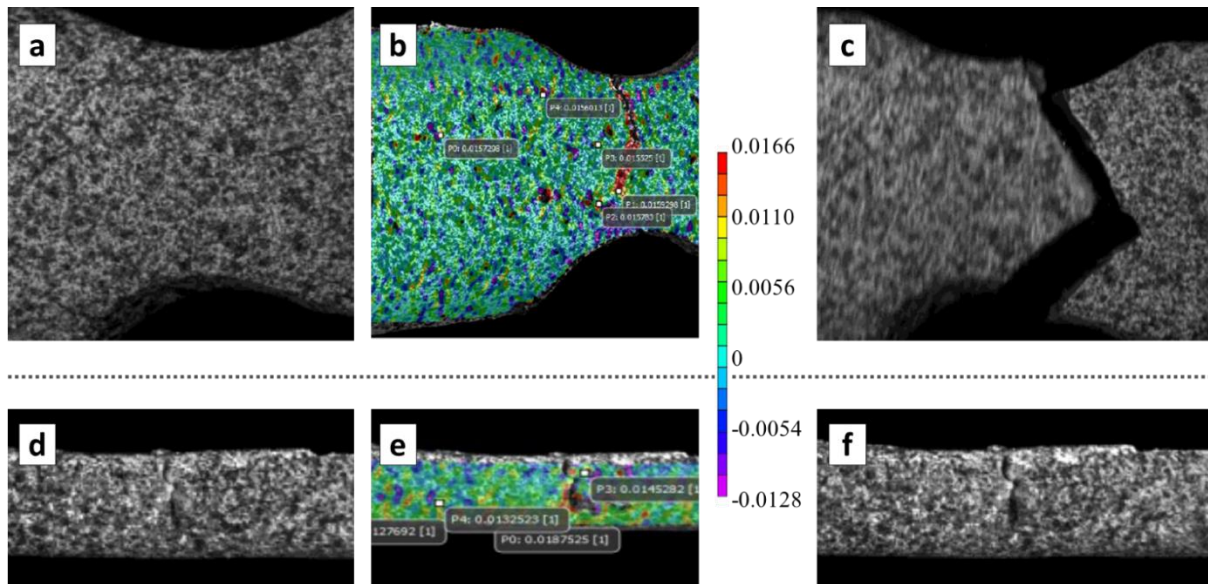 a
b
c
P4: 0.0156013 [1]
P0: 0.0157298 [1]
P3: 0.015525 [1]
P1: 0.0159298 [1]
P2: 0.015783 [1]
0.0166
0.0110
0.0056
0
-0.0054
-0.0128
d
e
f
P3: 0.0145282 [1
P4: 0.0132523 [1]
127692 [1]
P0: 0.0187525 [1]